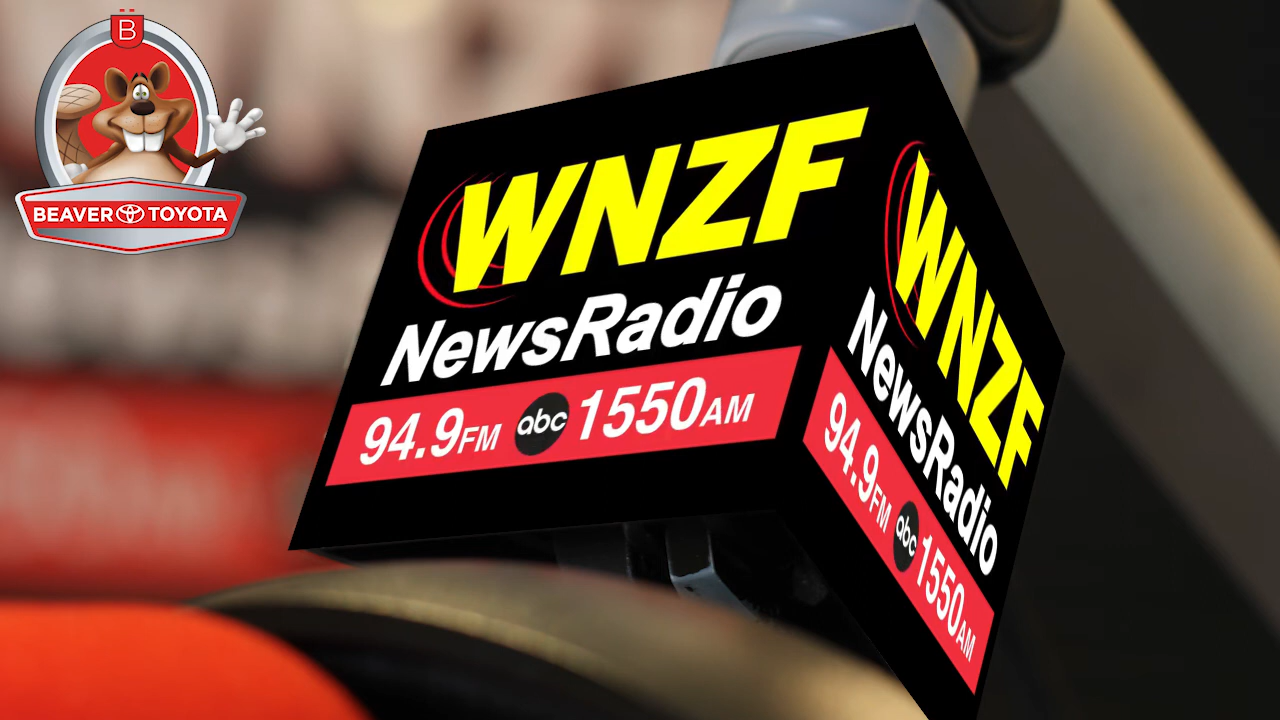 B̈
BEAVER TOYOTA
WNZF
NewsRadio
94.9FM abc 1550AM
WNZF
NewsRadio
94.9FM abc 1550AM